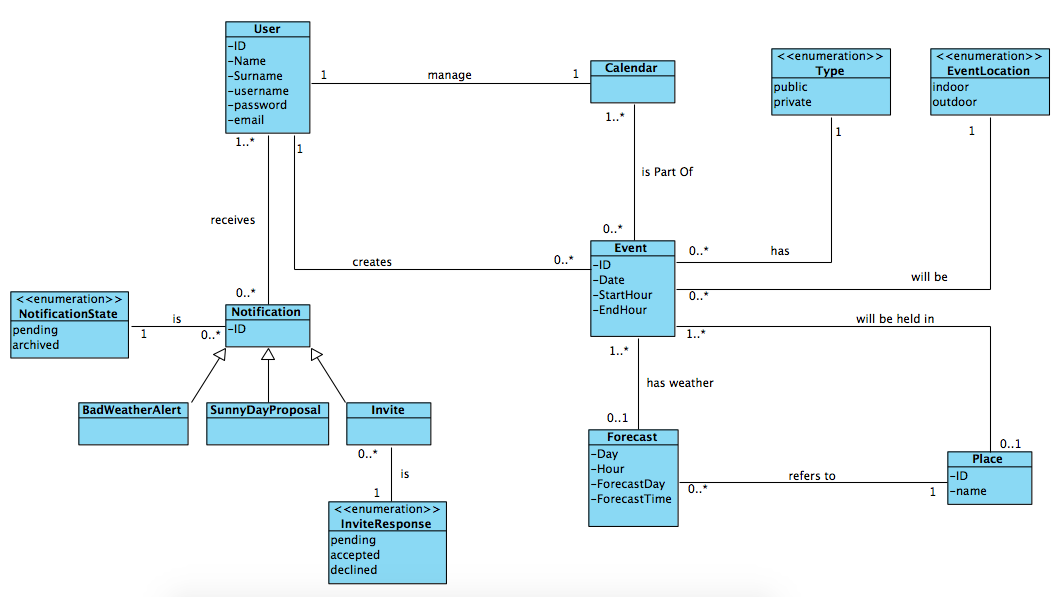 User
-ID
-Name
-Surname
-username
-password
-email
1
manage
1
Calendar
<<enumeration>>
Type
public
private
<<enumeration>>
EventLocation
indoor
outdoor
1..*
1
1..*
1
1
is Part Of
receives
creates
0..*
0..*
Event
-ID
-Date
-StartHour
-EndHour
0..*
has
0..*
will be
0..*
Notification
-ID
<<enumeration>>
NotificationState
pending
archived
is
1
0..*
will be held in
1..*
1..*
has weather
0..1
BadWeatherAlert
SunnyDayProposal
Invite
0..*
is
1
<<enumeration>>
InviteResponse
pending
accepted
declined
Forecast
-Day
-Hour
-ForecastDay
-ForecastTime
0..*
refers to
1
0..1
Place
-ID
-name